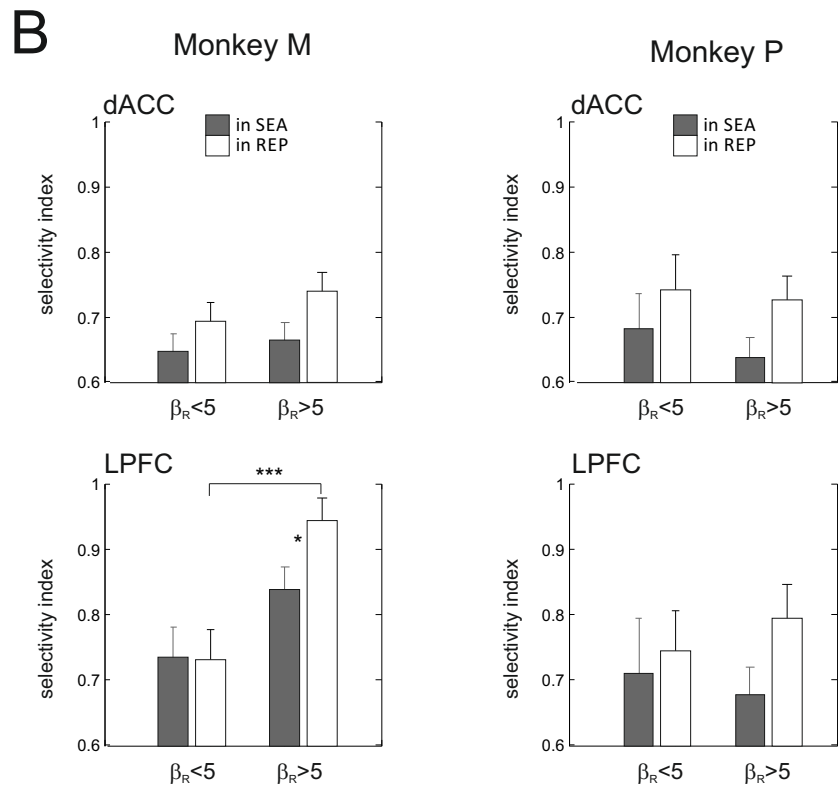 B
Monkey M
Monkey P
dACC
in SEA
in REP
1
0.9
0.8
0.7
0.6
selectivity index
βR<5
βR>5
dACC
in SEA
in REP
1
0.9
0.8
0.7
0.6
selectivity index
βR<5
βR>5
LPFC
***
*
1
0.9
0.8
0.7
0.6
selectivity index
βR<5
βR>5
LPFC
1
0.9
0.8
0.7
0.6
selectivity index
βR<5
βR>5